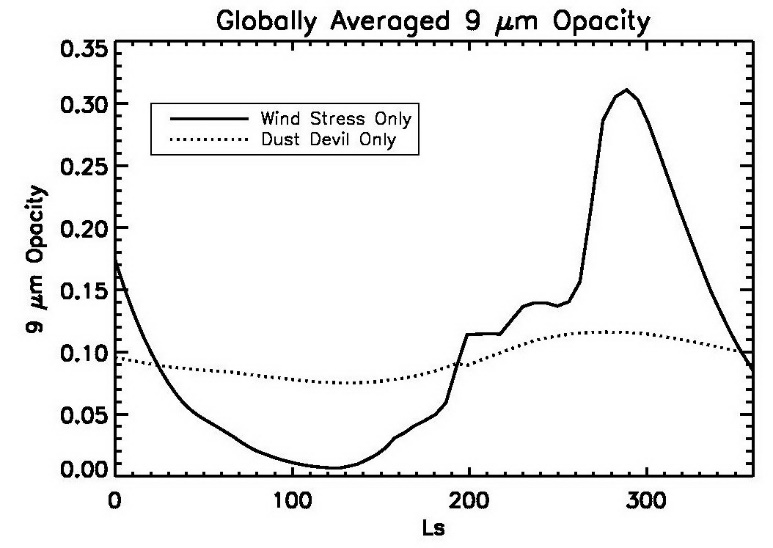 Globally Averaged 9 μm Opacity
0.35
0.30
0.25
0.20
0.15
0.10
0.05
0.00
9 μm Opacity
Wind Stress Only
Dust Devil Only
0 100 200 300
Ls